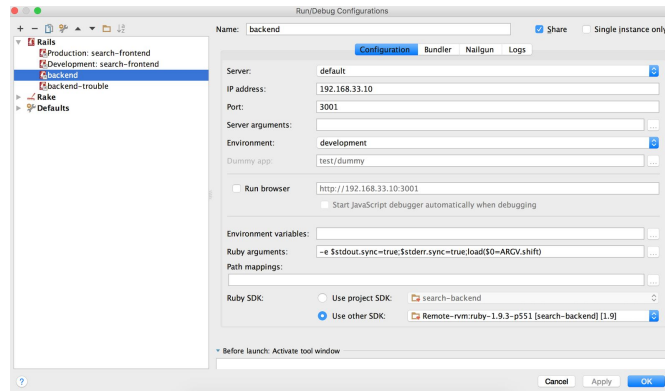 Run/Debug Configurations
Name: backend Share Single instance only
Rails
Production: search-frontend
Development: search-frontend
backend
backend-trouble
Rake
Defaults
Configuration Bundler Nailgun Logs
Server: default
IP address: 192.168.33.10
Port: 3001
Server arguments:
Environment: development
Dummy app: test/dummy
Run browser http://192.168.33.10:3001
Start JavaScript debugger automatically when debugging
Environment variables:
Ruby arguments: -e $stdout.sync=true;$stderr.sync=true;load($0=ARGV.shift)
Path mappings:
Ruby SDK: Use project SDK: search-backend
Use other SDK: Remote-rvm:ruby-1.9.3-p551 [search-backend] [1.9]
Before launch: Activate tool window
? Cancel Apply OK